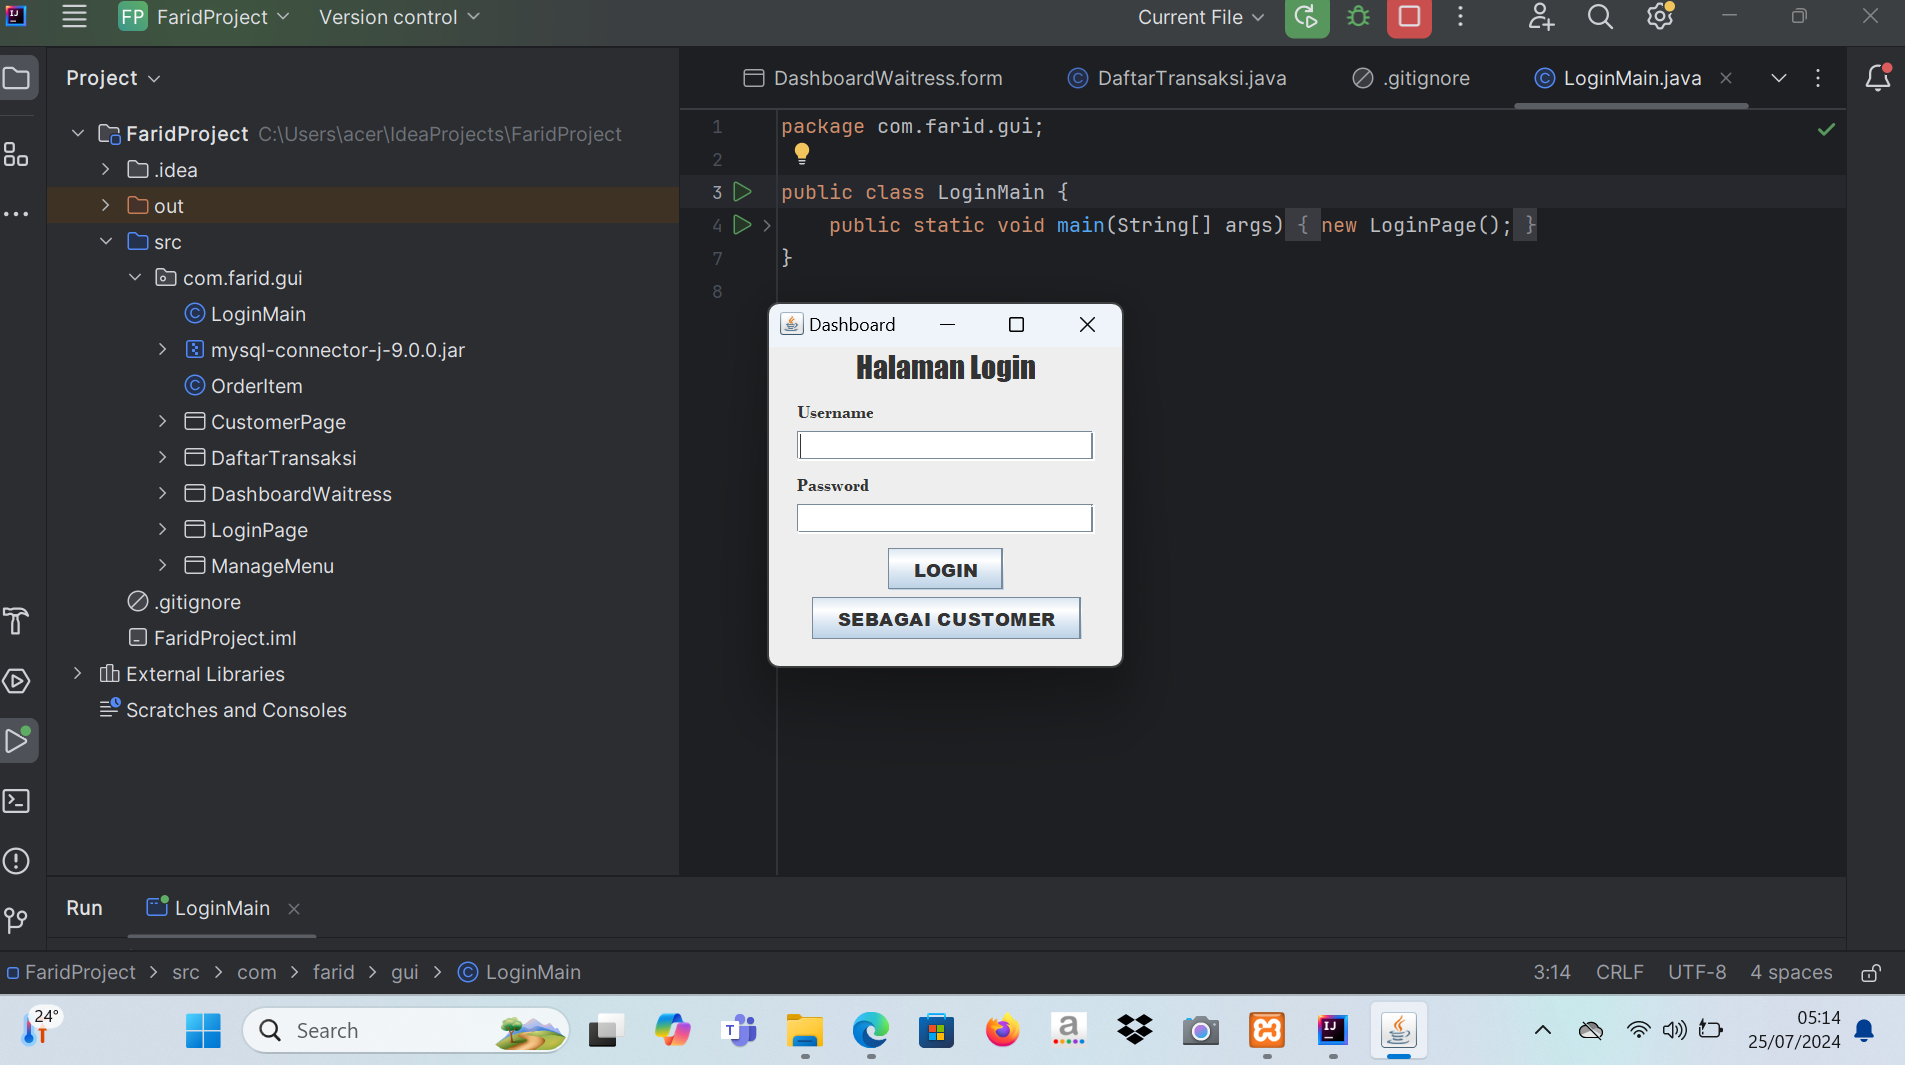 FP FaridProject Version control Current File
Project
DashboardWaitress.form DaftarTransaksi.java .gitignore LoginMain.java
FaridProject C:\Users\acer\IdeaProjects\FaridProject
.idea
out
src
com.farid.gui
LoginMain
mysql-connector-j-9.0.0.jar
OrderItem
CustomerPage
DaftarTransaksi
DashboardWaitress
LoginPage
ManageMenu
.gitignore
FaridProject.iml
External Libraries
Scratches and Consoles
1 package com.farid.gui;
2
3 public class LoginMain {
4 public static void main(String[] args) { new LoginPage(); }
7 }
8
Dashboard
Halaman Login
Username
Password
LOGIN
SEBAGAI CUSTOMER
Run LoginMain
FaridProject > src > com > farid > gui > LoginMain 3:14 CRLF UTF-8 4 spaces
24°
Search
05:14
25/07/2024